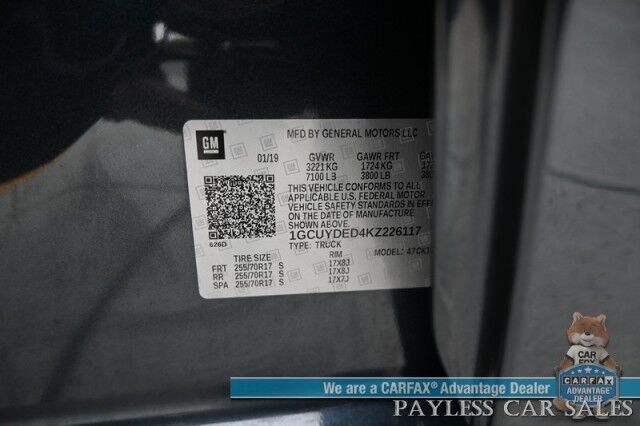 GM
MFD BY GENERAL MOTORS LLC
01/19 GVWR GAWR FRT
3221 KG 1724 KG
7100 LB 3800 LB
THIS VEHICLE CONFORMS TO ALL
APPLICABLE U.S. FEDERAL MOTOR
VEHICLE SAFETY STANDARDS IN
THE DATE OF MANUFACTURE
SHOWN ABOVE.
1GCUYDED4KZ226117
TYPE: TRUCK
MODEL:
TIRE SIZE RIM
FRT 255/70R17 S 17X8J
RR 255/70R17 S 17X8J
SPA 255/70R17 S 17X7J
CAR
FOX
CARFAX
ADVANTAGE
DEALER
We are a CARFAX® Advantage Dealer
PAYLESS CAR SALES